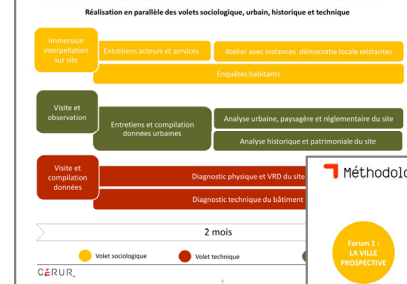 Réalisation en parallèle des volets sociologique, urbain, historique et technique
Immersion
interpellation
sur site
Entretiens acteurs et services
Atelier avec instances démocratie locale existantes
Enquêtes habitants
Visite et
observation
Entretiens et compilation
données urbaines
Analyse urbaine, paysagère et réglementaire du site
Analyse historique et patrimoniale du site
Visite et
compilation
données
Diagnostic physique et VRD du site
Diagnostic technique du bâtiment
2 mois
Volet sociologique
Volet technique
CÉRUR_
Méthodolo
Forum 1 :
LA VILLE
PROSPECTIVE